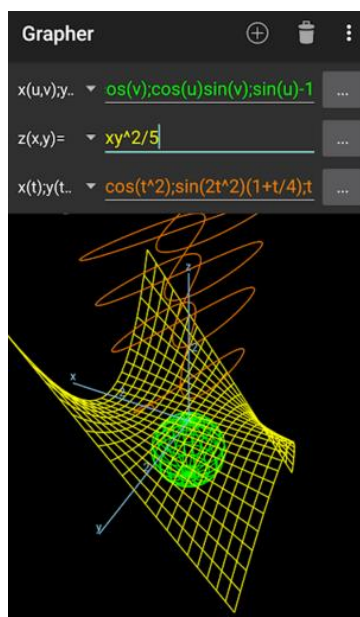 Grapher
x(u,v);y.. os(v);cos(u)sin(v);sin(u)-1 ...
z(x,y)= xy^2/5 ...
x(t);y(t.. cos(t^2);sin(2t^2)(1+t/4);t ...
z
x
y